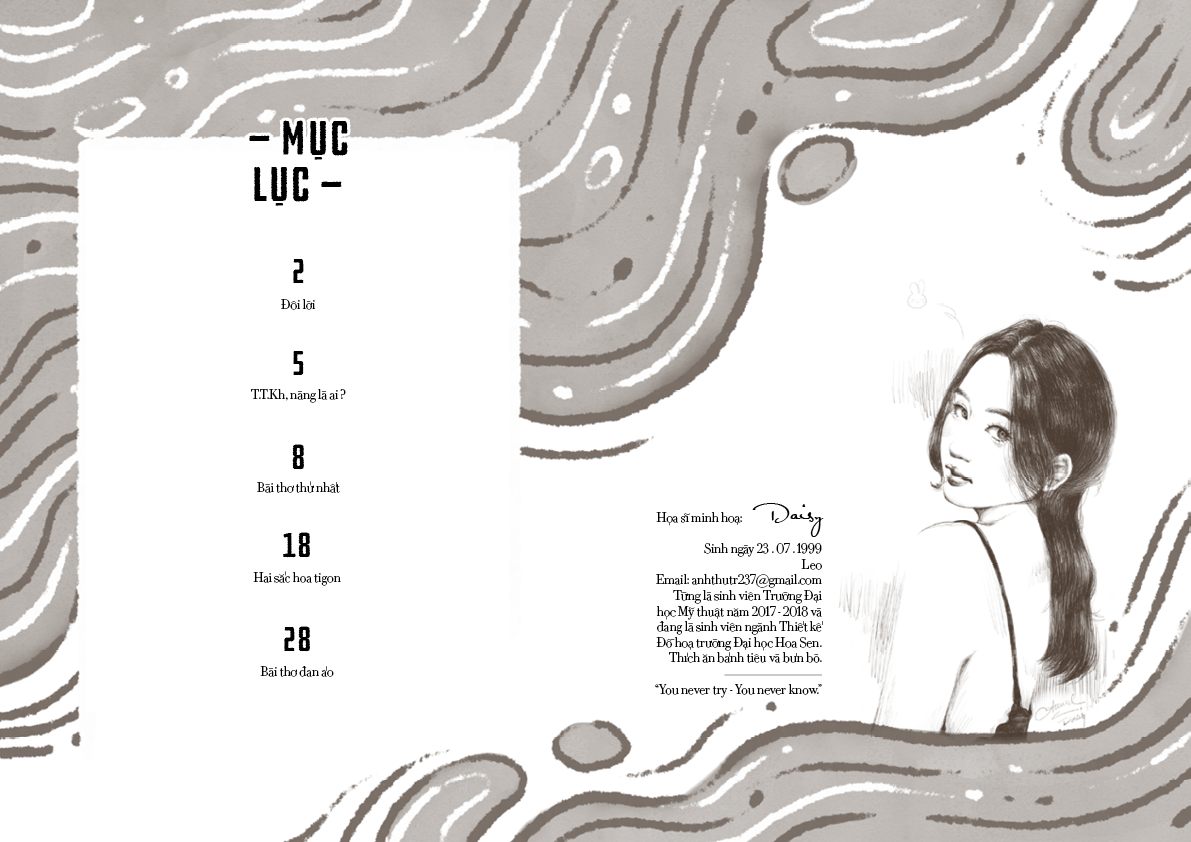 – MỤC
LỤC –
2
Đôi lời
5
T.T.Kh, nàng là ai ?
8
Bài thơ thứ nhất
18
Hai sắc hoa tigon
28
Bài thơ đan áo
Họa sĩ minh hoạ: Daisy
Sinh ngày 23 . 07 . 1999
Leo
Email: anhthutr237@gmail.com
Từng là sinh viên Trường Đại
học Mỹ thuật năm 2017 - 2018 và
đang là sinh viên ngành Thiết kế
Đồ hoạ trường Đại học Hoa Sen.
Thích ăn bánh tiêu và bún bò.
“You never try - You never know.”